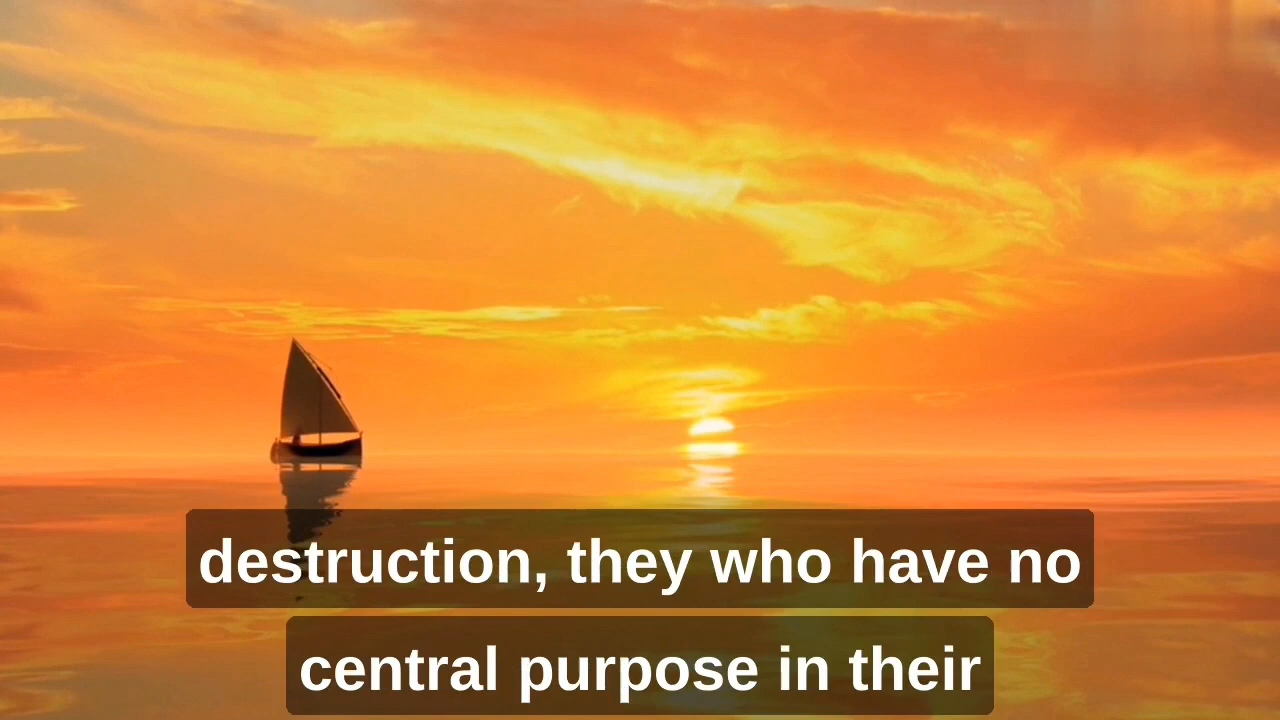 destruction, they who have no
central purpose in their